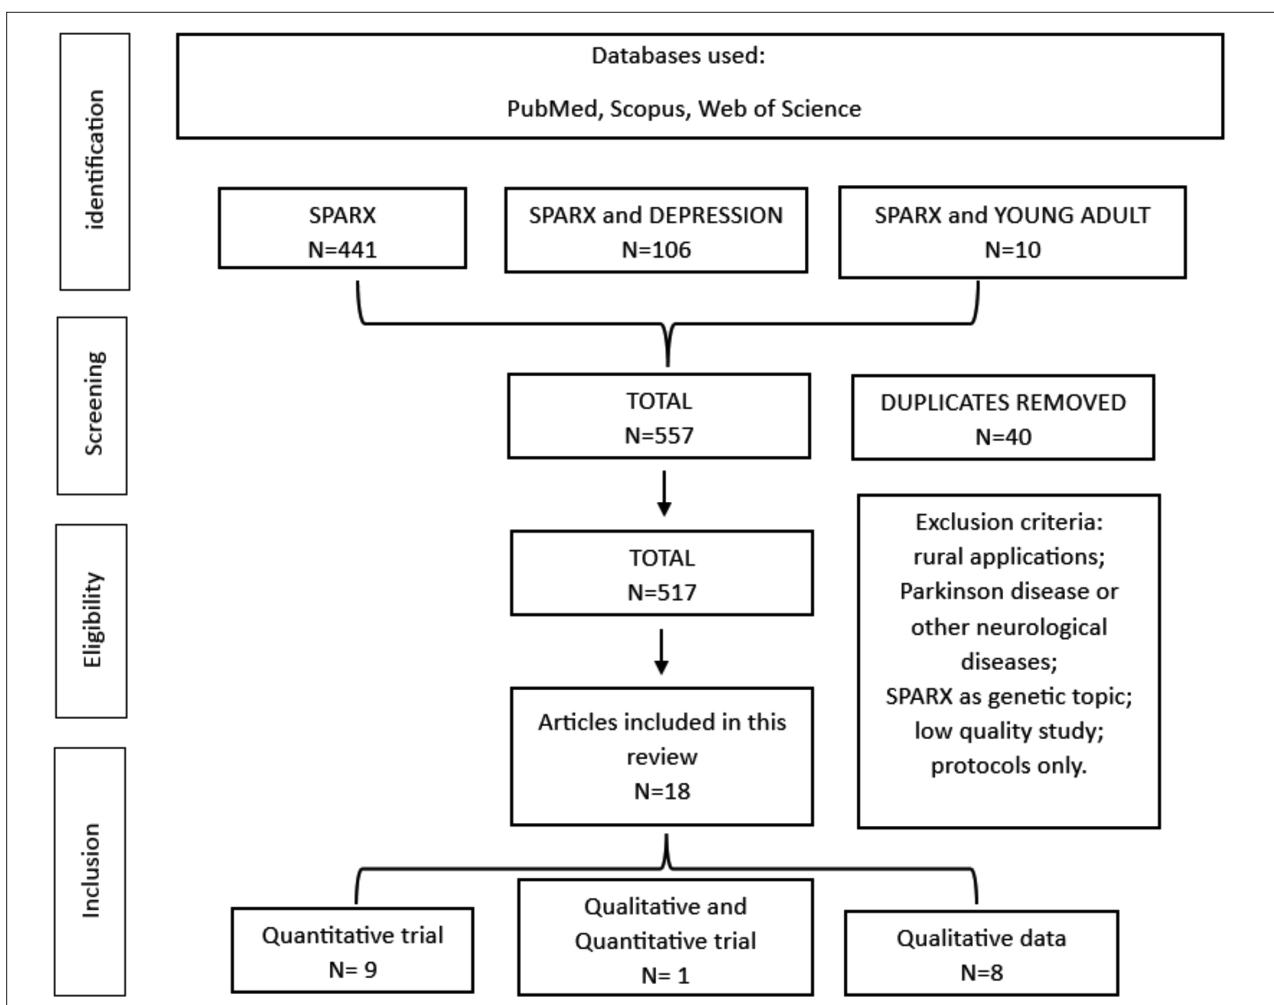 identification
Databases used:
PubMed, Scopus, Web of Science
SPARX
N=441
SPARX and DEPRESSION
N=106
SPARX and YOUNG ADULT
N=10
Screening
TOTAL
N=557
DUPLICATES REMOVED
N=40
Eligibility
TOTAL
N=517
Exclusion criteria:
rural applications;
Parkinson disease or
other neurological
diseases;
SPARX as genetic topic;
low quality study;
protocols only.
Articles included in this
review
N=18
Inclusion
Quantitative trial
N= 9
Qualitative and
Quantitative trial
N= 1
Qualitative data
N=8